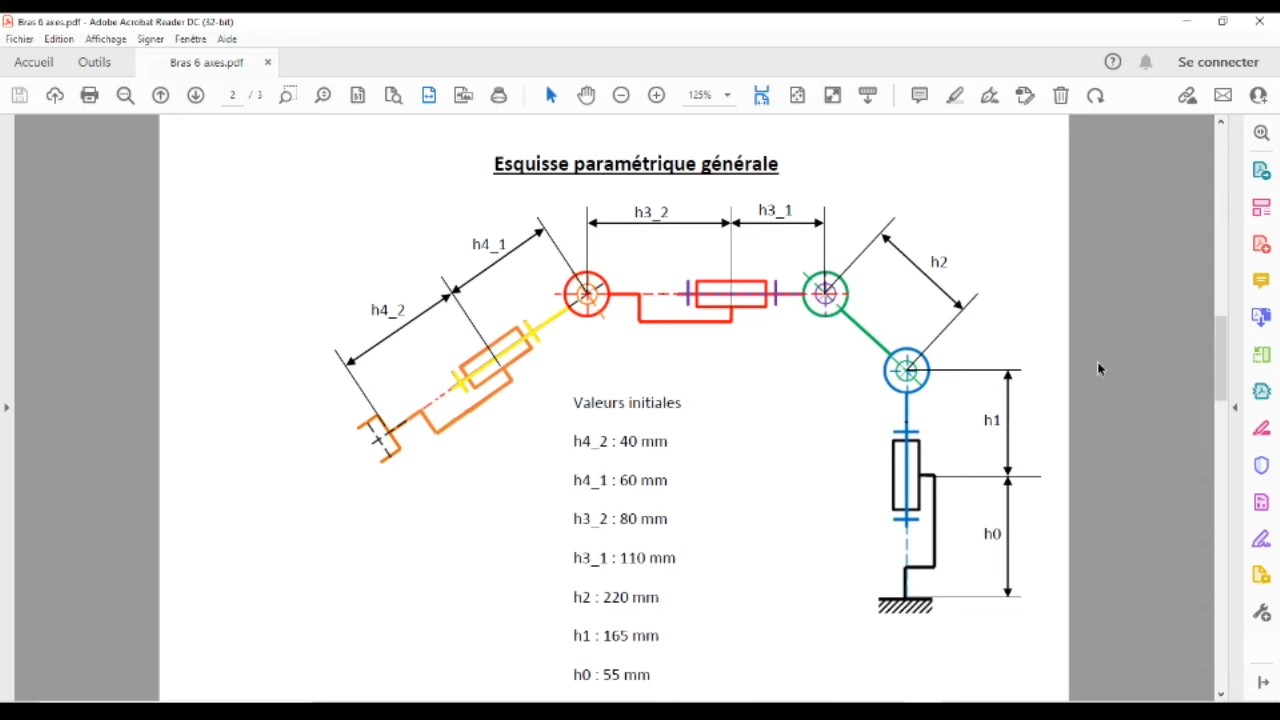 Bras 6 axes.pdf - Adobe Acrobat Reader DC (32-bit)
Fichier Edition Affichage Signer Fenêtre Aide
Accueil Outils Bras 6 axes.pdf × Se connecter
2 / 3 125%
Esquisse paramétrique générale
h3_2 h3_1
h4_1
h2
h4_2
h1
h0
Valeurs initiales
h4_2 : 40 mm
h4_1 : 60 mm
h3_2 : 80 mm
h3_1 : 110 mm
h2 : 220 mm
h1 : 165 mm
h0 : 55 mm